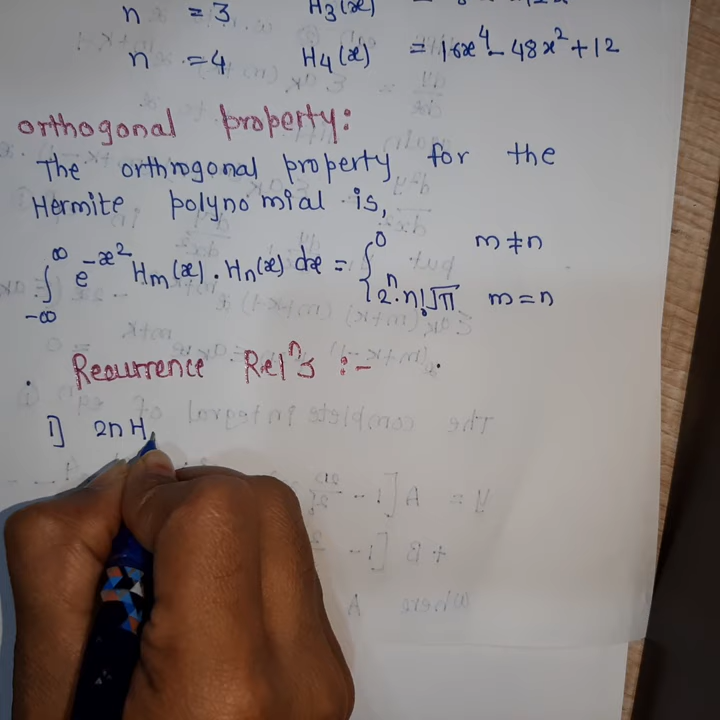 n = 3 H₃(x)
n = 4 H₄(x) = 16x⁴ - 48x² + 12
orthogonal property:
The orthogonal property for the
Hermite polynomial is,
∫_{-∞}^{∞} e^{-x²} Hm(x) . Hn(x) dx = { 0 m ≠ n
2ⁿ . n! √π m = n
Recurrence Relⁿs :-
1] 2n H